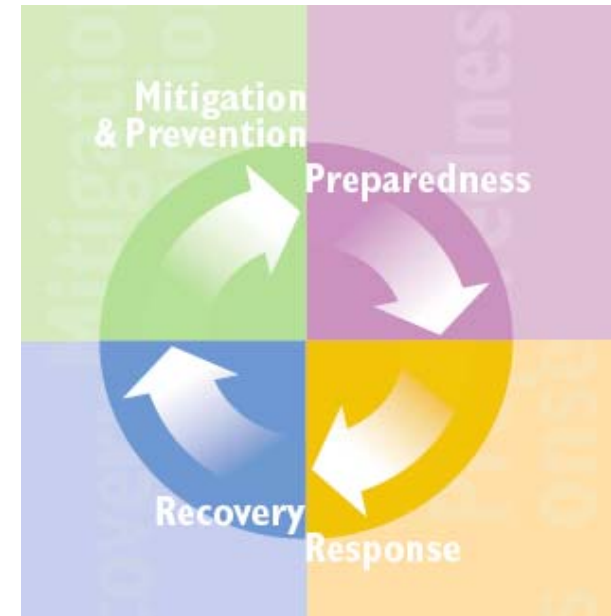 Mitigation
& Prevention
Preparedness
Recovery
Response